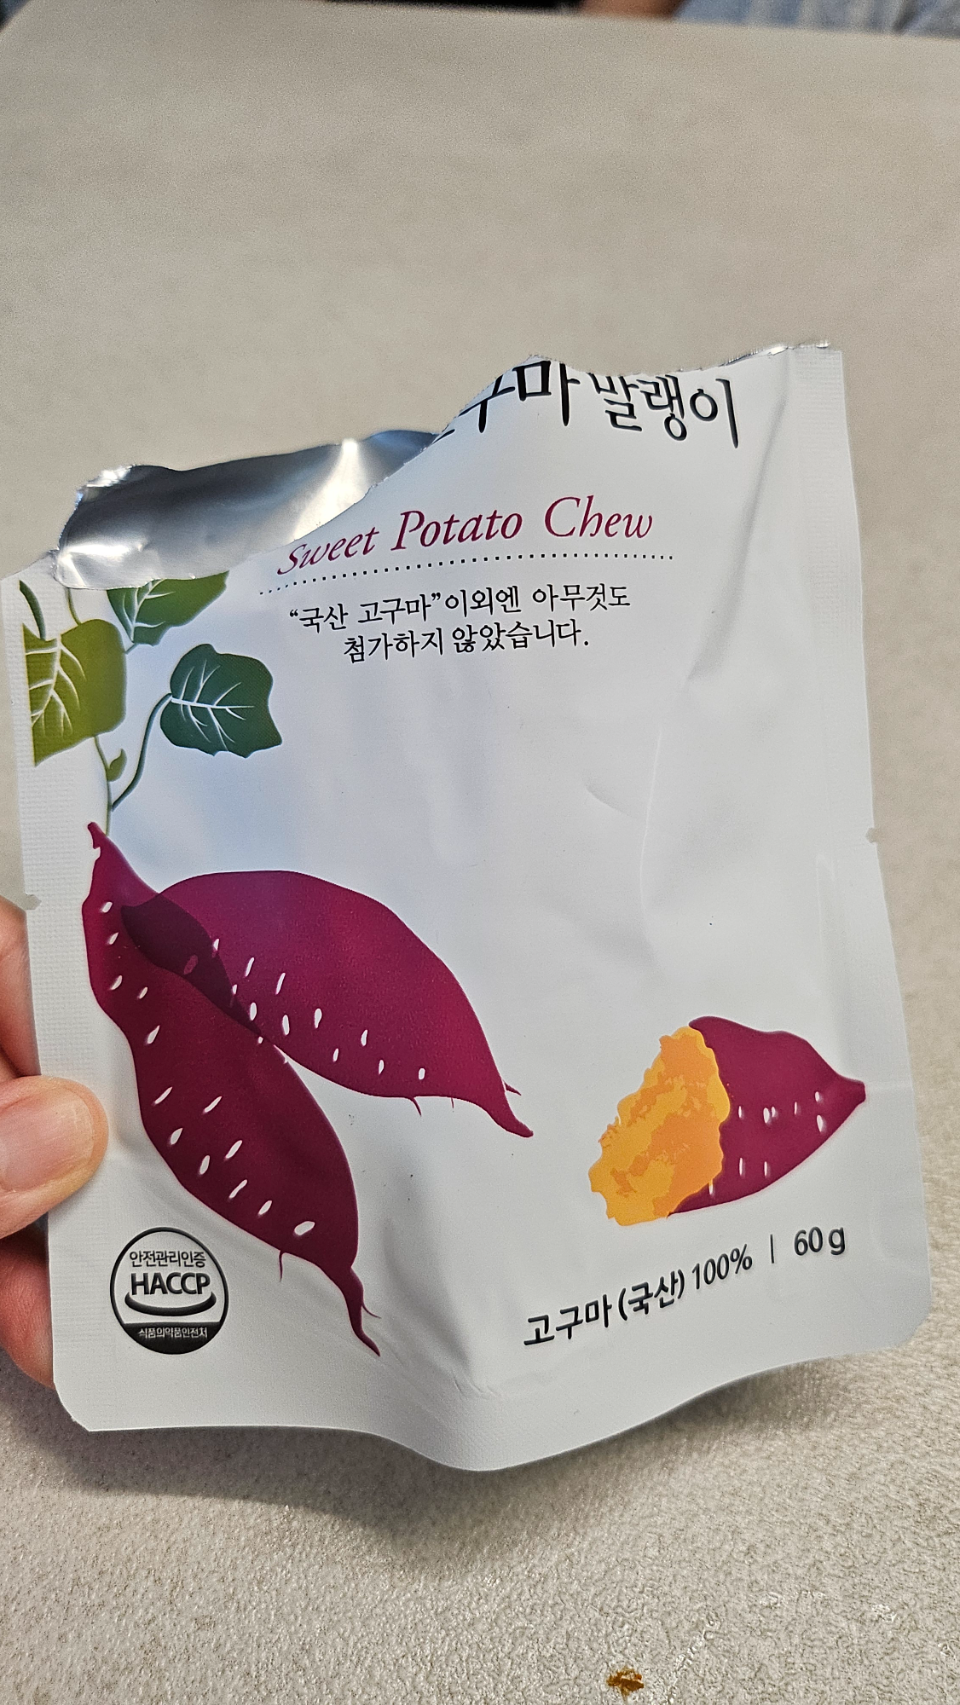 고구마 말랭이
Sweet Potato Chew
“국산 고구마”이외엔 아무것도
첨가하지 않았습니다.
안전관리인증
HACCP
식품의약품안전처
고구마(국산)100% | 60g